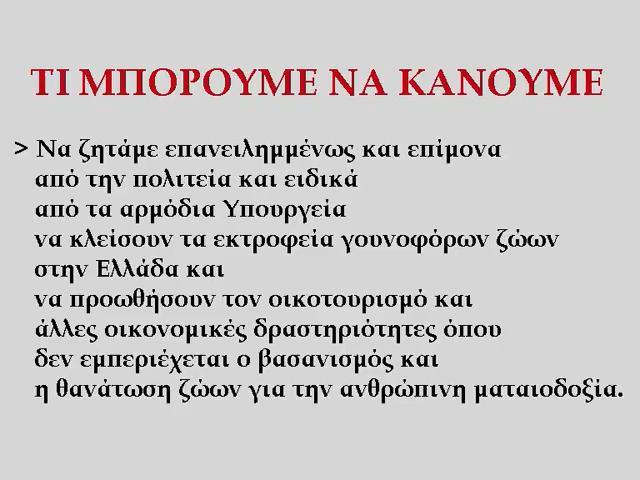 ΤΙ ΜΠΟΡΟΥΜΕ ΝΑ ΚΑΝΟΥΜΕ
> Να ζητάμε επανειλημμένως και επίμονα
από την πολιτεία και ειδικά
από τα αρμόδια Υπουργεία
να κλείσουν τα εκτροφεία γουνοφόρων ζώων
στην Ελλάδα και
να προωθήσουν τον οικοτουρισμό και
άλλες οικονομικές δραστηριότητες όπου
δεν εμπεριέχεται ο βασανισμός και
η θανάτωση ζώων για την ανθρώπινη ματαιοδοξία.